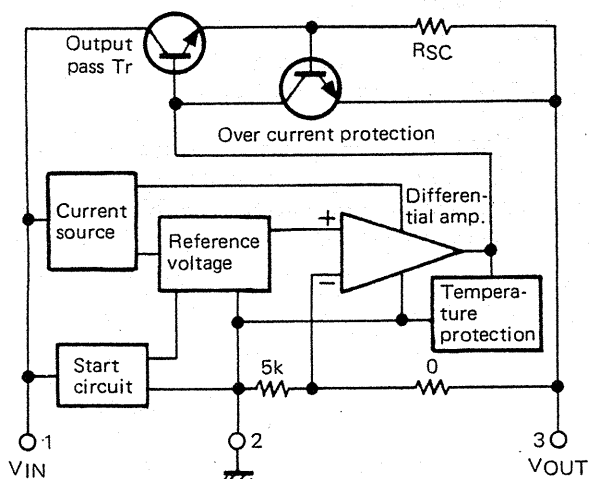 Output
pass Tr
RSC
Over current protection
Current
source
Differen-
tial amp.
Reference
voltage
+
−
Tempera-
ture
protection
Start
circuit
5k
0
1
2
3
VIN
VOUT